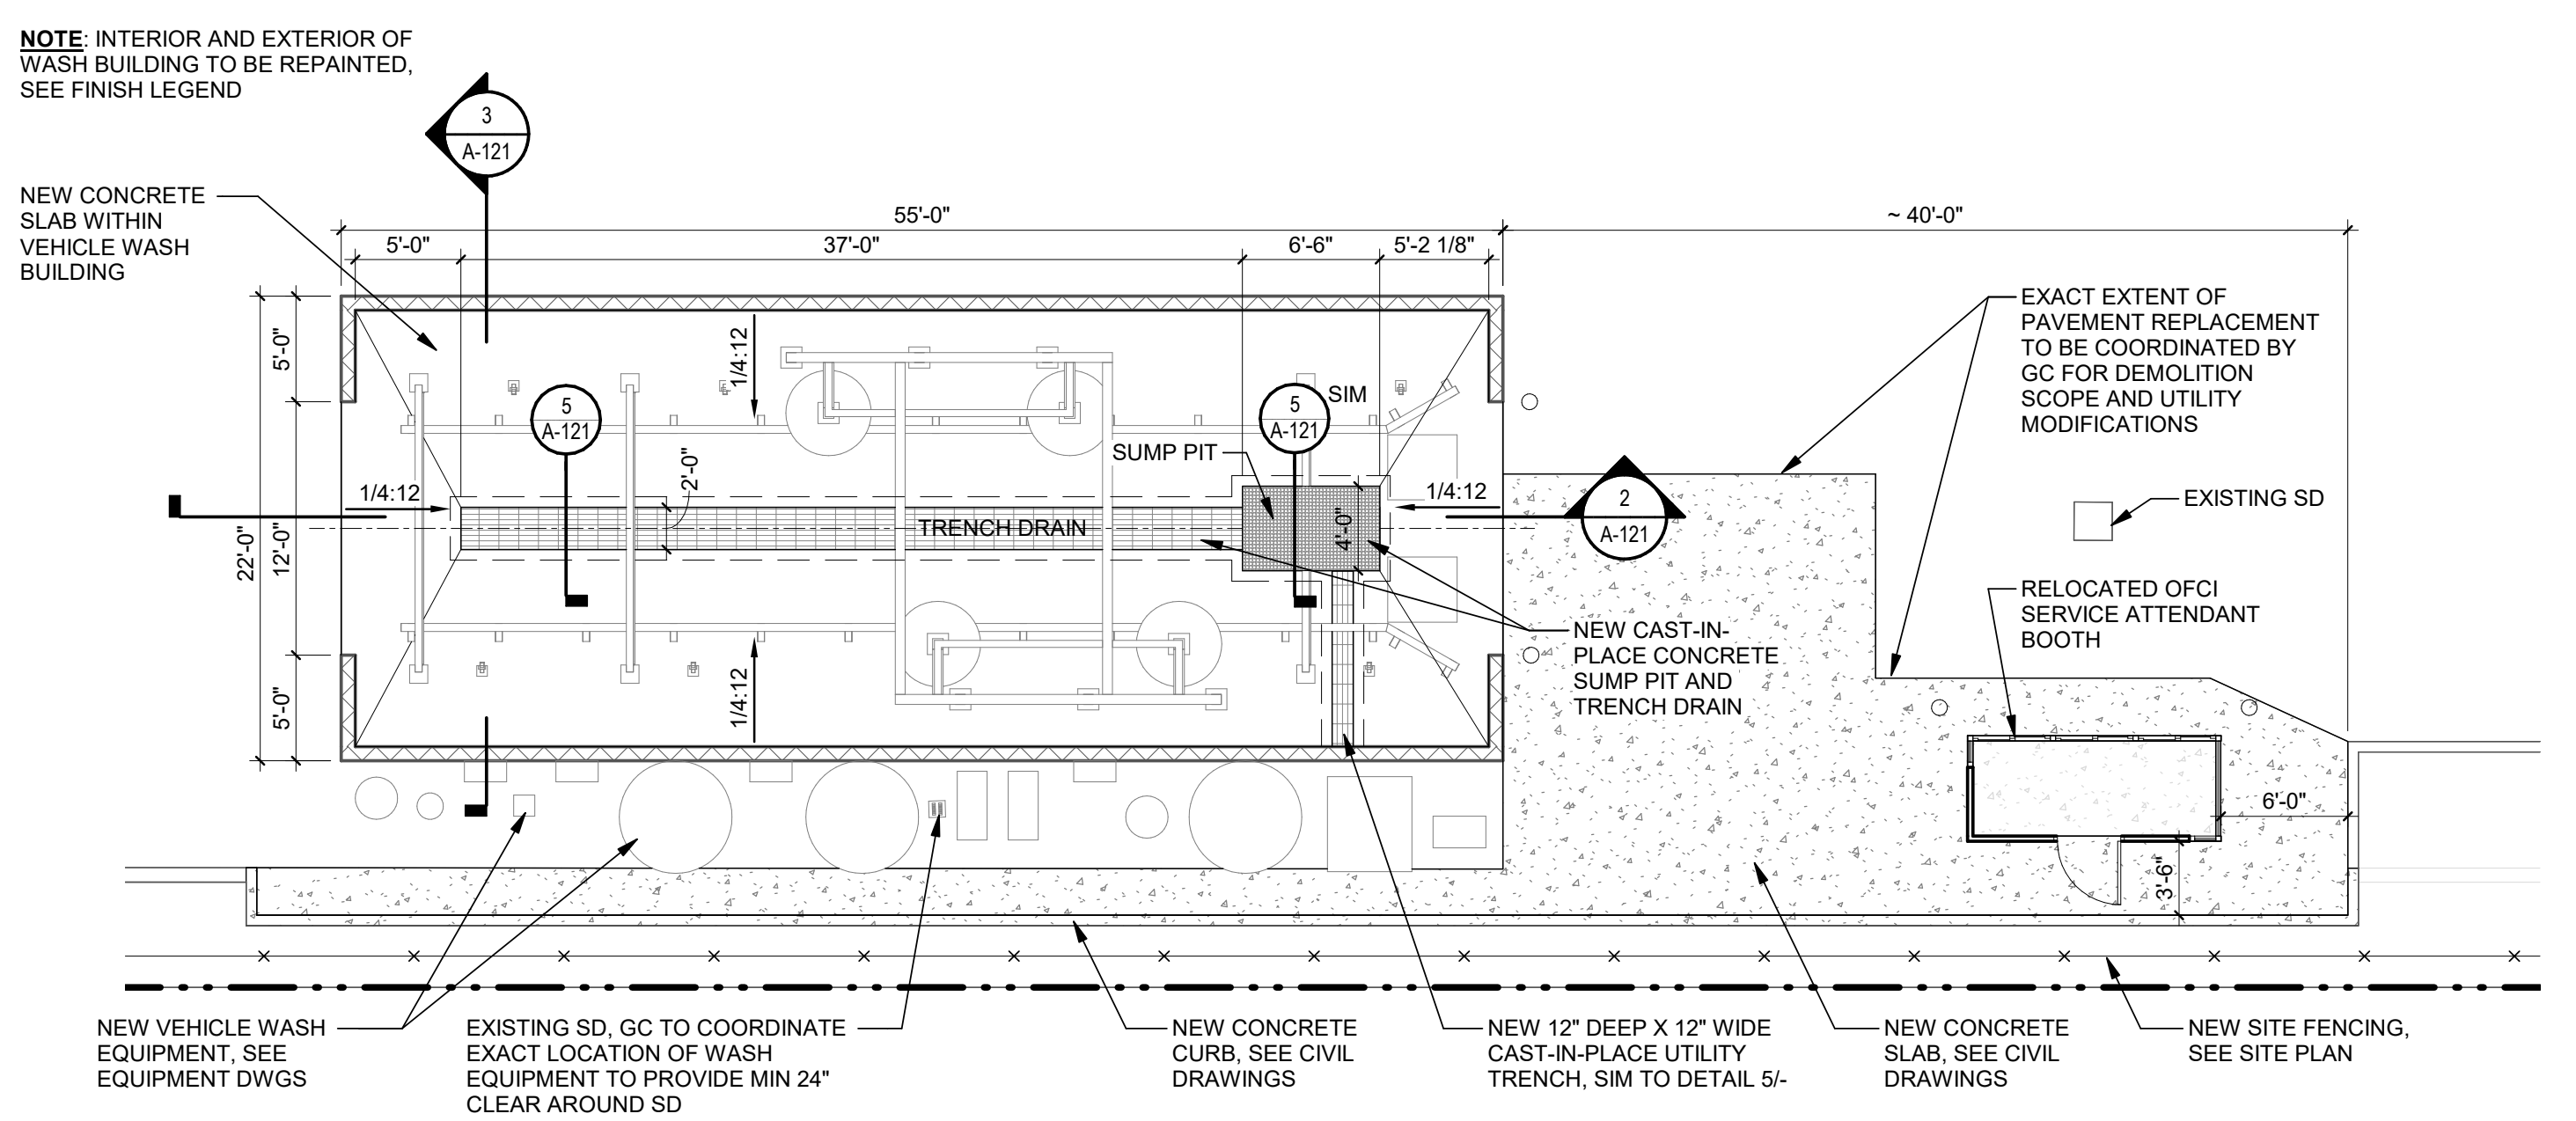 NOTE: INTERIOR AND EXTERIOR OF
WASH BUILDING TO BE REPAINTED,
SEE FINISH LEGEND
3
A-121
NEW CONCRETE
SLAB WITHIN
VEHICLE WASH
BUILDING
55'-0"
~ 40'-0"
5'-0"
37'-0"
6'-6"
5'-2 1/8"
EXACT EXTENT OF
PAVEMENT REPLACEMENT
TO BE COORDINATED BY
GC FOR DEMOLITION
SCOPE AND UTILITY
MODIFICATIONS
5'-0"
1/4:12
5
A-121
5
A-121
SIM
SUMP PIT
2'-0"
1/4:12
1/4:12
2
A-121
EXISTING SD
TRENCH DRAIN
4'-0"
22'-0"
12'-0"
RELOCATED OFCI
SERVICE ATTENDANT
BOOTH
NEW CAST-IN-
PLACE CONCRETE
SUMP PIT AND
TRENCH DRAIN
5'-0"
1/4:12
6'-0"
3'-6"
NEW VEHICLE WASH
EQUIPMENT, SEE
EQUIPMENT DWGS
EXISTING SD, GC TO COORDINATE
EXACT LOCATION OF WASH
EQUIPMENT TO PROVIDE MIN 24"
CLEAR AROUND SD
NEW CONCRETE
CURB, SEE CIVIL
DRAWINGS
NEW 12" DEEP X 12" WIDE
CAST-IN-PLACE UTILITY
TRENCH, SIM TO DETAIL 5/-
NEW CONCRETE
SLAB, SEE CIVIL
DRAWINGS
NEW SITE FENCING,
SEE SITE PLAN